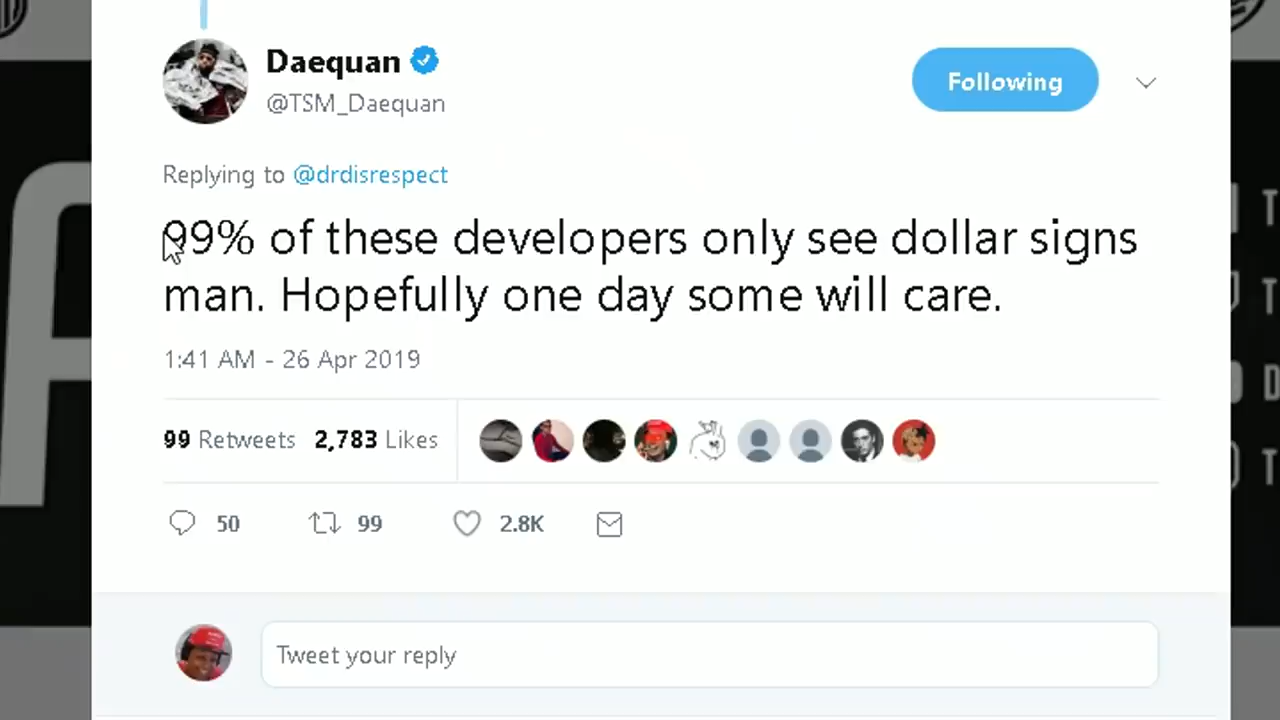 Daequan
@TSM_Daequan
Following
Replying to @drdisrespect
99% of these developers only see dollar signs
man. Hopefully one day some will care.
1:41 AM - 26 Apr 2019
99 Retweets 2,783 Likes
50 99 2.8K
Tweet your reply